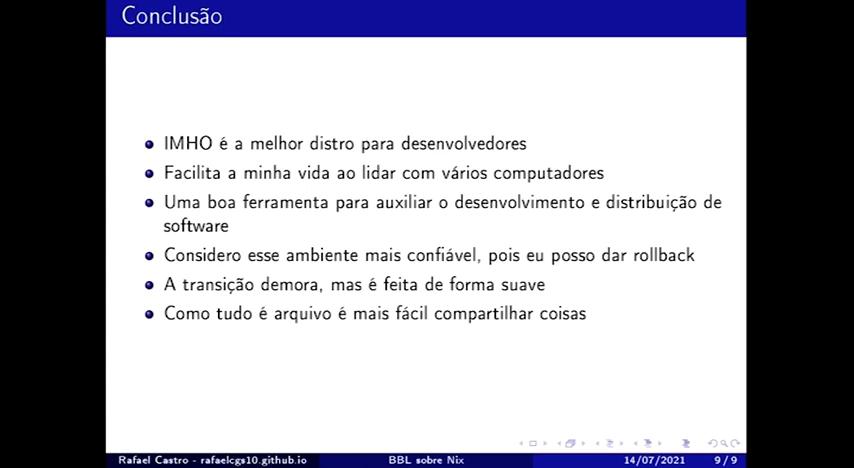 Conclusão
IMHO é a melhor distro para desenvolvedores
Facilita a minha vida ao lidar com vários computadores
Uma boa ferramenta para auxiliar o desenvolvimento e distribuição de
software
Considero esse ambiente mais confiável, pois eu posso dar rollback
A transição demora, mas é feita de forma suave
Como tudo é arquivo é mais fácil compartilhar coisas
Rafael Castro - rafaelcgs10.github.io BBL sobre Nix 14/07/2021 9 / 9